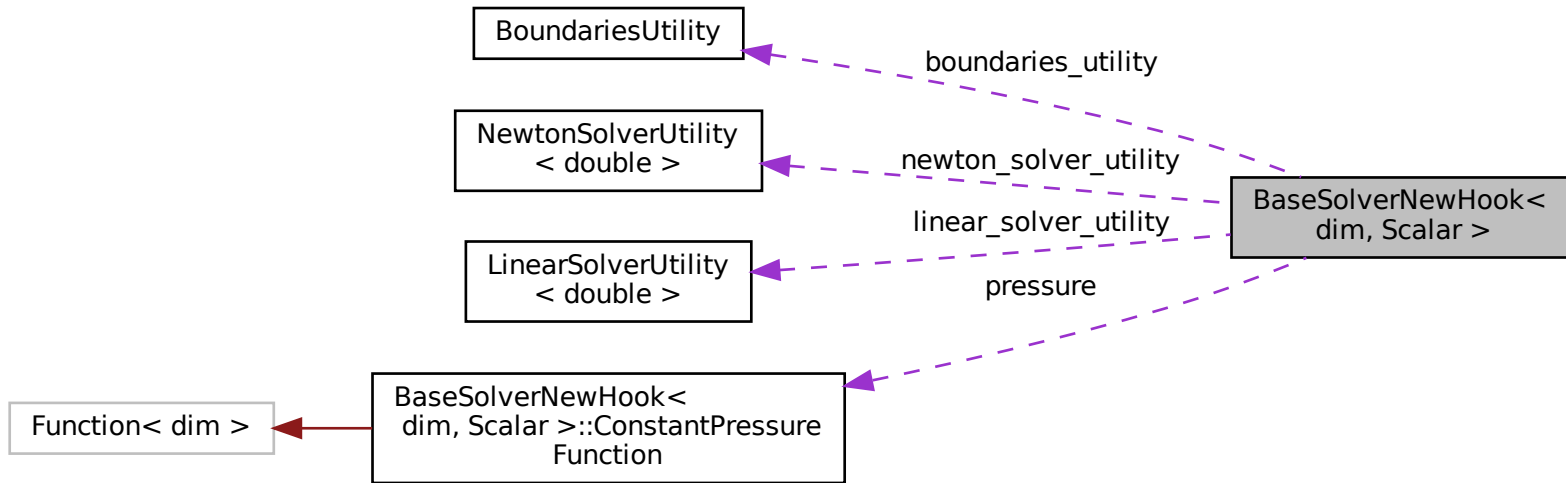 BoundariesUtility
boundaries_utility
NewtonSolverUtility
< double >
newton_solver_utility
BaseSolverNewHook<
dim, Scalar >
linear_solver_utility
LinearSolverUtility
< double >
pressure
BaseSolverNewHook<
dim, Scalar >::ConstantPressure
Function
Function< dim >